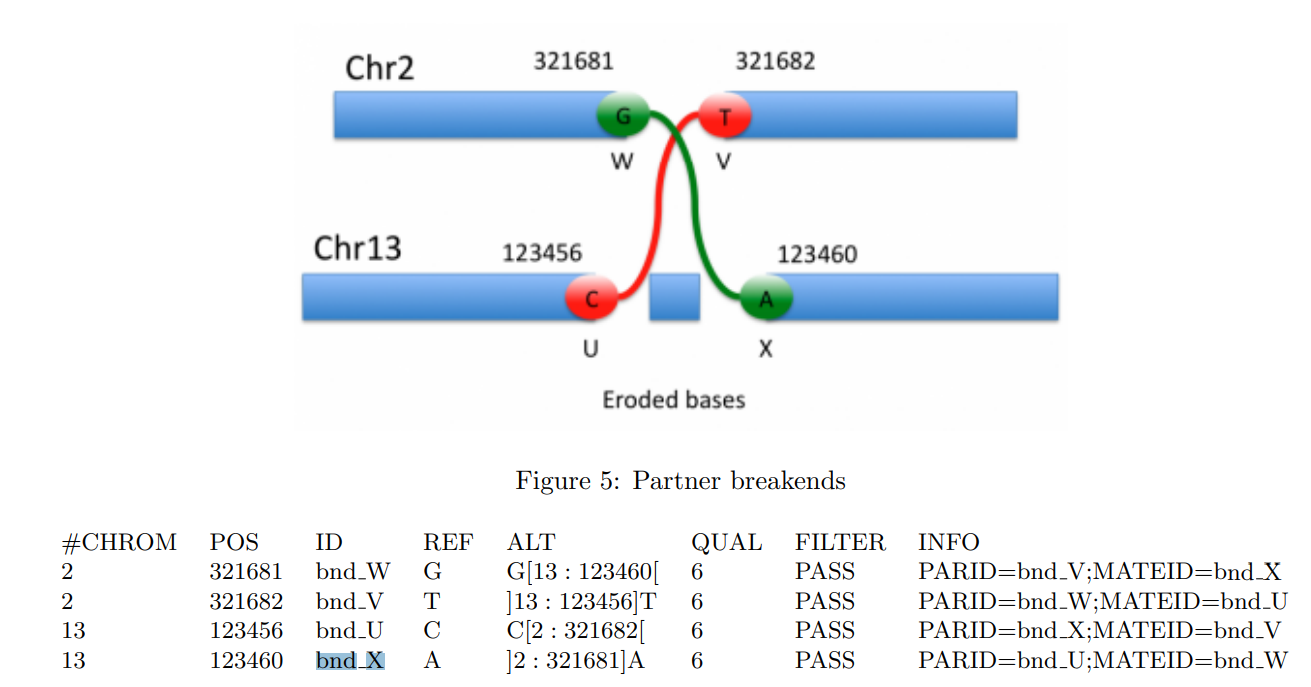 Chr2 321681 321682
G T
W V
Chr13 123456 123460
C A
U X
Eroded bases
Figure 5: Partner breakends
#CHROM POS ID REF ALT QUAL FILTER INFO
2 321681 bnd_W G G[13 : 123460[ 6 PASS PARID=bnd_V;MATEID=bnd_X
2 321682 bnd_V T ]13 : 123456]T 6 PASS PARID=bnd_W;MATEID=bnd_U
13 123456 bnd_U C C[2 : 321682[ 6 PASS PARID=bnd_X;MATEID=bnd_V
13 123460 bnd_X A ]2 : 321681]A 6 PASS PARID=bnd_U;MATEID=bnd_W